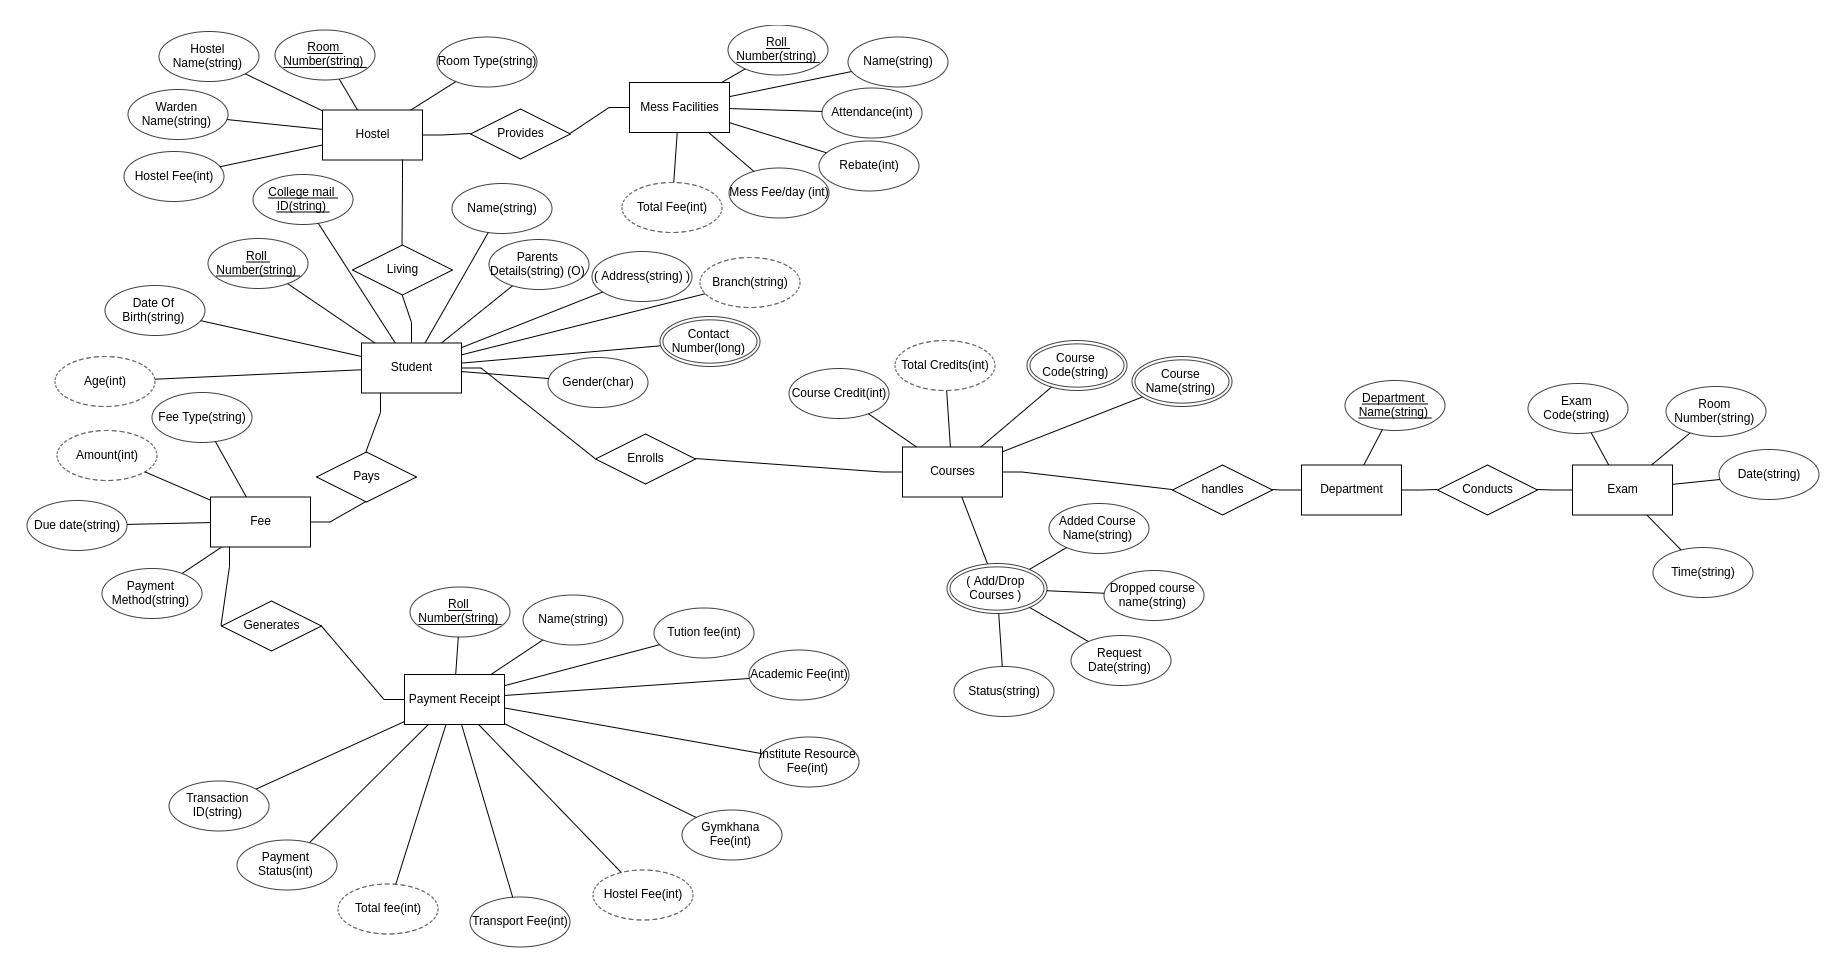 Hostel
Name(string)
Room
Number(string)
Room Type(string)
Warden
Name(string)
Hostel
Hostel Fee(int)
Provides
Mess Facilities
Roll
Number(string)
Name(string)
Attendance(int)
Rebate(int)
Mess Fee/day (int)
Total Fee(int)
College mail
ID(string)
Name(string)
Roll
Number(string)
Living
Parents
Details(string) (O)
( Address(string) )
Branch(string)
Date Of
Birth(string)
Contact
Number(long)
Student
Gender(char)
Age(int)
Fee Type(string)
Amount(int)
Pays
Enrolls
Due date(string)
Fee
Payment
Method(string)
Generates
Course Credit(int)
Total Credits(int)
Course
Code(string)
Course
Name(string)
Courses
handles
Department
Name(string)
Department
Conducts
Exam
Code(string)
Room
Number(string)
Date(string)
Exam
Time(string)
Added Course
Name(string)
( Add/Drop
Courses )
Dropped course
name(string)
Request
Date(string)
Status(string)
Roll
Number(string)
Name(string)
Tution fee(int)
Academic Fee(int)
Payment Receipt
Institute Resource
Fee(int)
Transaction
ID(string)
Gymkhana
Fee(int)
Payment
Status(int)
Hostel Fee(int)
Total fee(int)
Transport Fee(int)